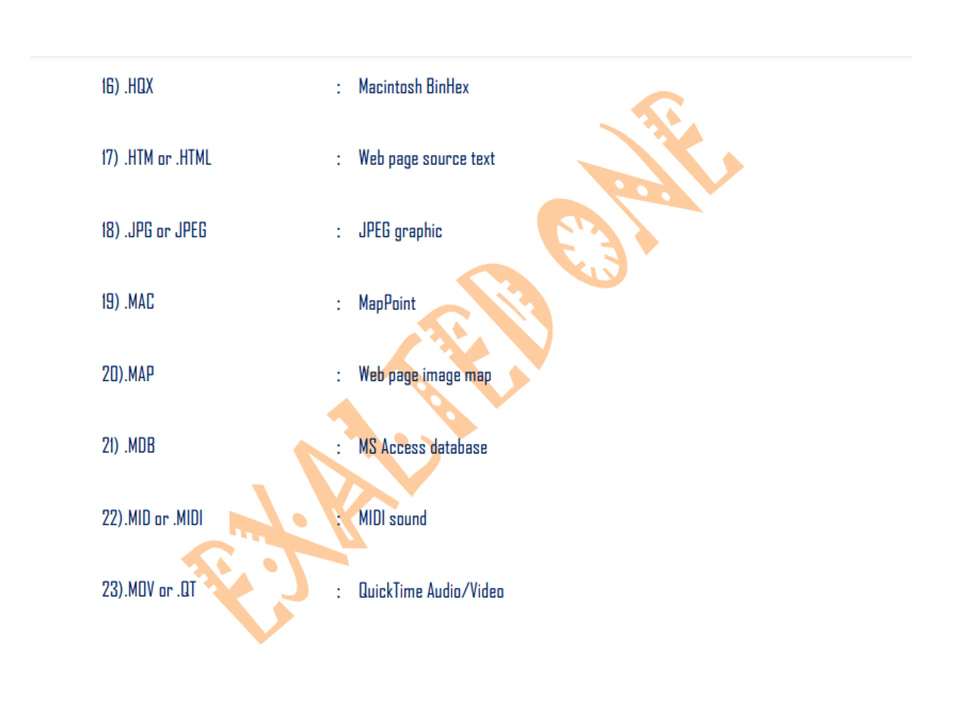 16) .HQX : Macintosh BinHex
17) .HTM or .HTML : Web page source text
18) .JPG or JPEG : JPEG graphic
19) .MAC : MapPoint
20).MAP : Web page image map
21) .MDB : MS Access database
22).MID or .MIDI : MIDI sound
23).MOV or .QT : QuickTime Audio/Video
EXALTED ONE